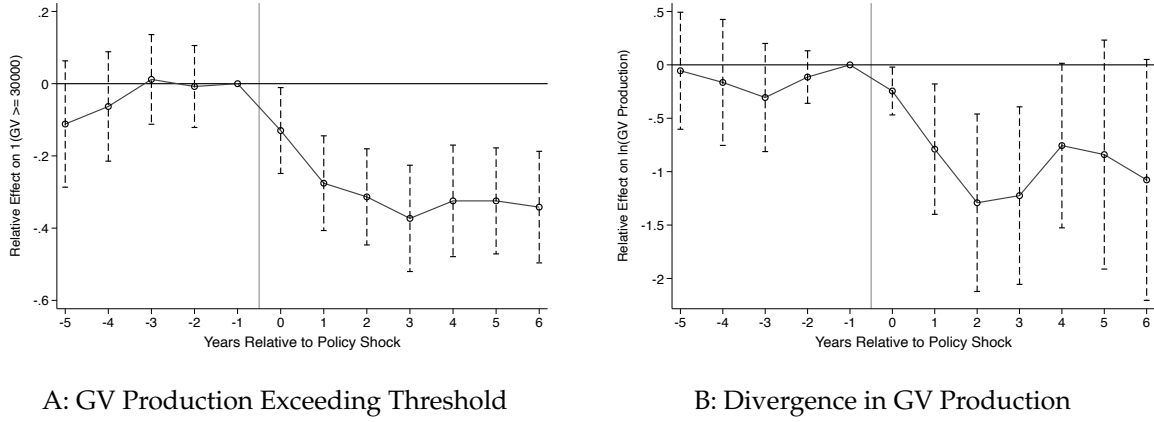 Relative Effect on 1(GV >= 30000)
.2
0
-.2
-.4
-.6
-5 -4 -3 -2 -1 0 1 2 3 4 5 6
Years Relative to Policy Shock
A: GV Production Exceeding Threshold
Relative Effect on ln(GV Production)
.5
0
-.5
-1
-1.5
-2
-5 -4 -3 -2 -1 0 1 2 3 4 5 6
Years Relative to Policy Shock
B: Divergence in GV Production